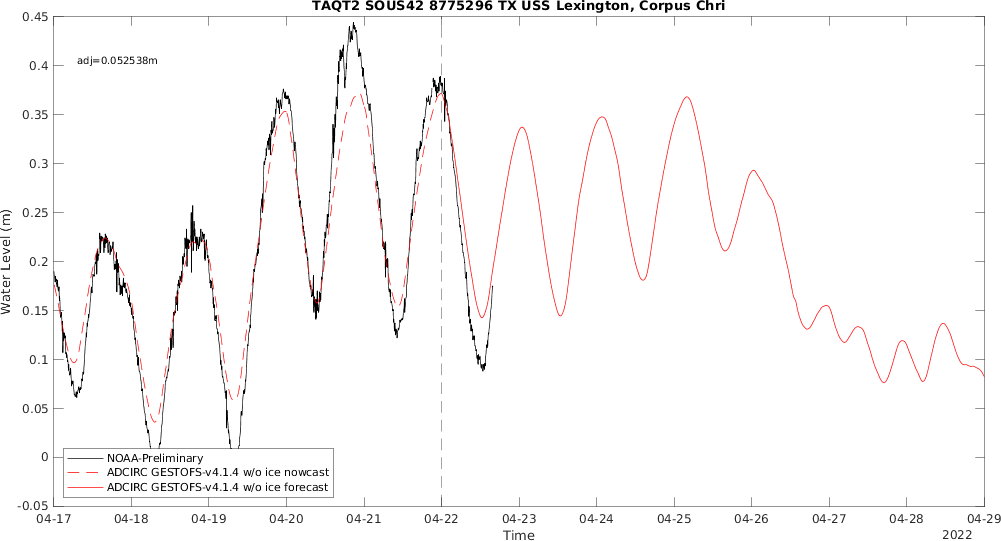 TAQT2 SOUS42 8775296 TX USS Lexington, Corpus Chri
adj=0.052538m
Water Level (m)
0.45
0.4
0.35
0.3
0.25
0.2
0.15
0.1
0.05
0
-0.05
NOAA-Preliminary
ADCIRC GESTOFS-v4.1.4 w/o ice nowcast
ADCIRC GESTOFS-v4.1.4 w/o ice forecast
04-17 04-18 04-19 04-20 04-21 04-22 04-23 04-24 04-25 04-26 04-27 04-28 04-29
Time
2022